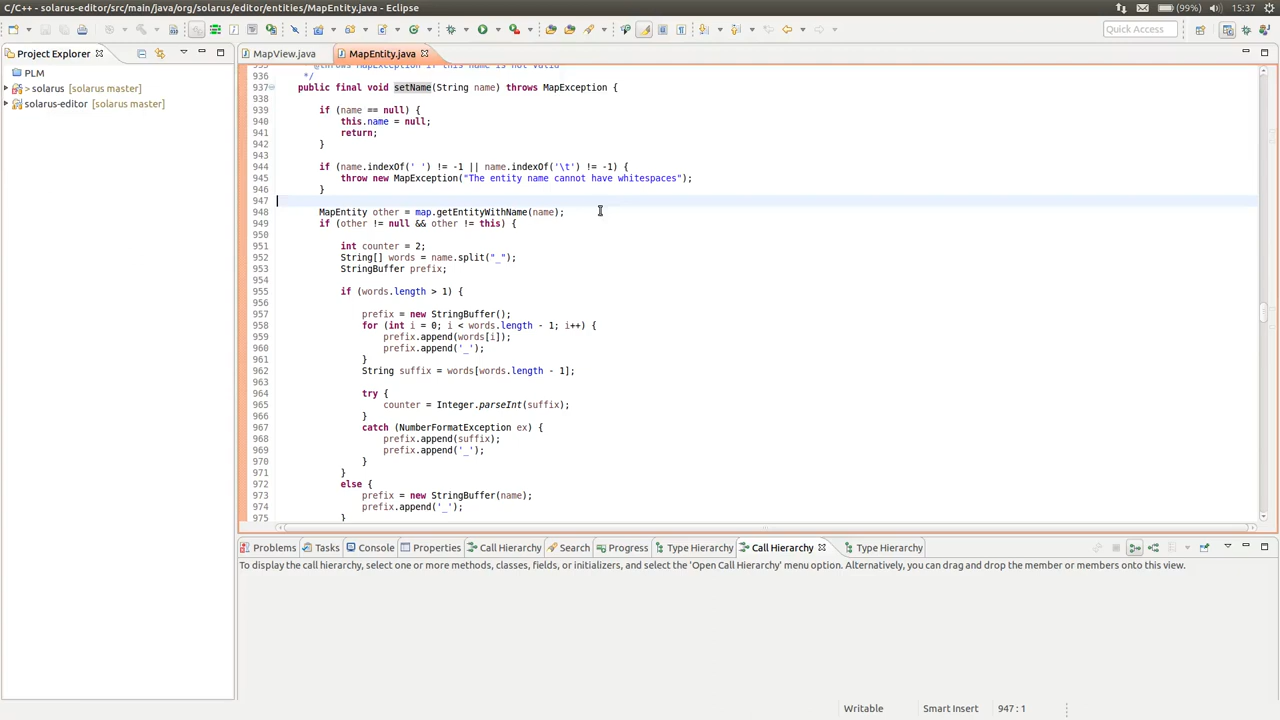 C/C++ - solarus-editor/src/main/java/org/solarus/editor/entities/MapEntity.java - Eclipse
(99%)
15:37
Quick Access
Project Explorer
MapView.java
MapEntity.java
PLM
> solarus [solarus master]
solarus-editor [solarus master]
935 @throws MapException if this name is not valid
936 */
937 public final void setName(String name) throws MapException {
938
939 if (name == null) {
940 this.name = null;
941 return;
942 }
943
944 if (name.indexOf(' ') != -1 || name.indexOf('\t') != -1) {
945 throw new MapException("The entity name cannot have whitespaces");
946 }
947
948 MapEntity other = map.getEntityWithName(name);
949 if (other != null && other != this) {
950
951 int counter = 2;
952 String[] words = name.split("_");
953 StringBuffer prefix;
954
955 if (words.length > 1) {
956
957 prefix = new StringBuffer();
958 for (int i = 0; i < words.length - 1; i++) {
959 prefix.append(words[i]);
960 prefix.append('_');
961 }
962 String suffix = words[words.length - 1];
963
964 try {
965 counter = Integer.parseInt(suffix);
966 }
967 catch (NumberFormatException ex) {
968 prefix.append(suffix);
969 prefix.append('_');
970 }
971 }
972 else {
973 prefix = new StringBuffer(name);
974 prefix.append('_');
975 }
Problems
Tasks
Console
Properties
Call Hierarchy
Search
Progress
Type Hierarchy
Call Hierarchy
Type Hierarchy
To display the call hierarchy, select one or more methods, classes, fields, or initializers, and select the 'Open Call Hierarchy' menu option. Alternatively, you can drag and drop the member or members onto this view.
Writable
Smart Insert
947 : 1